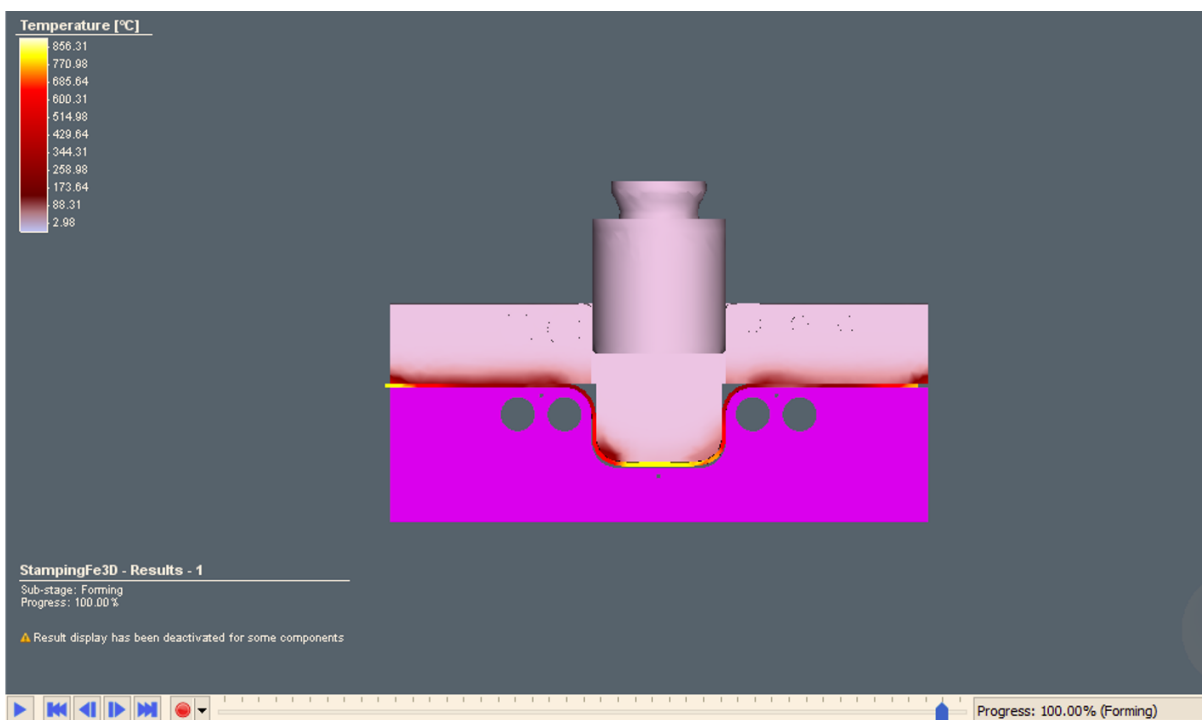 Temperature [ºC]
856.31
770.98
685.64
600.31
514.98
429.64
344.31
258.98
173.64
88.31
2.98
StampingFe3D - Results - 1
Sub-stage: Forming
Progress: 100.00%
Result display has been deactivated for some components
Progress: 100.00% (Forming)